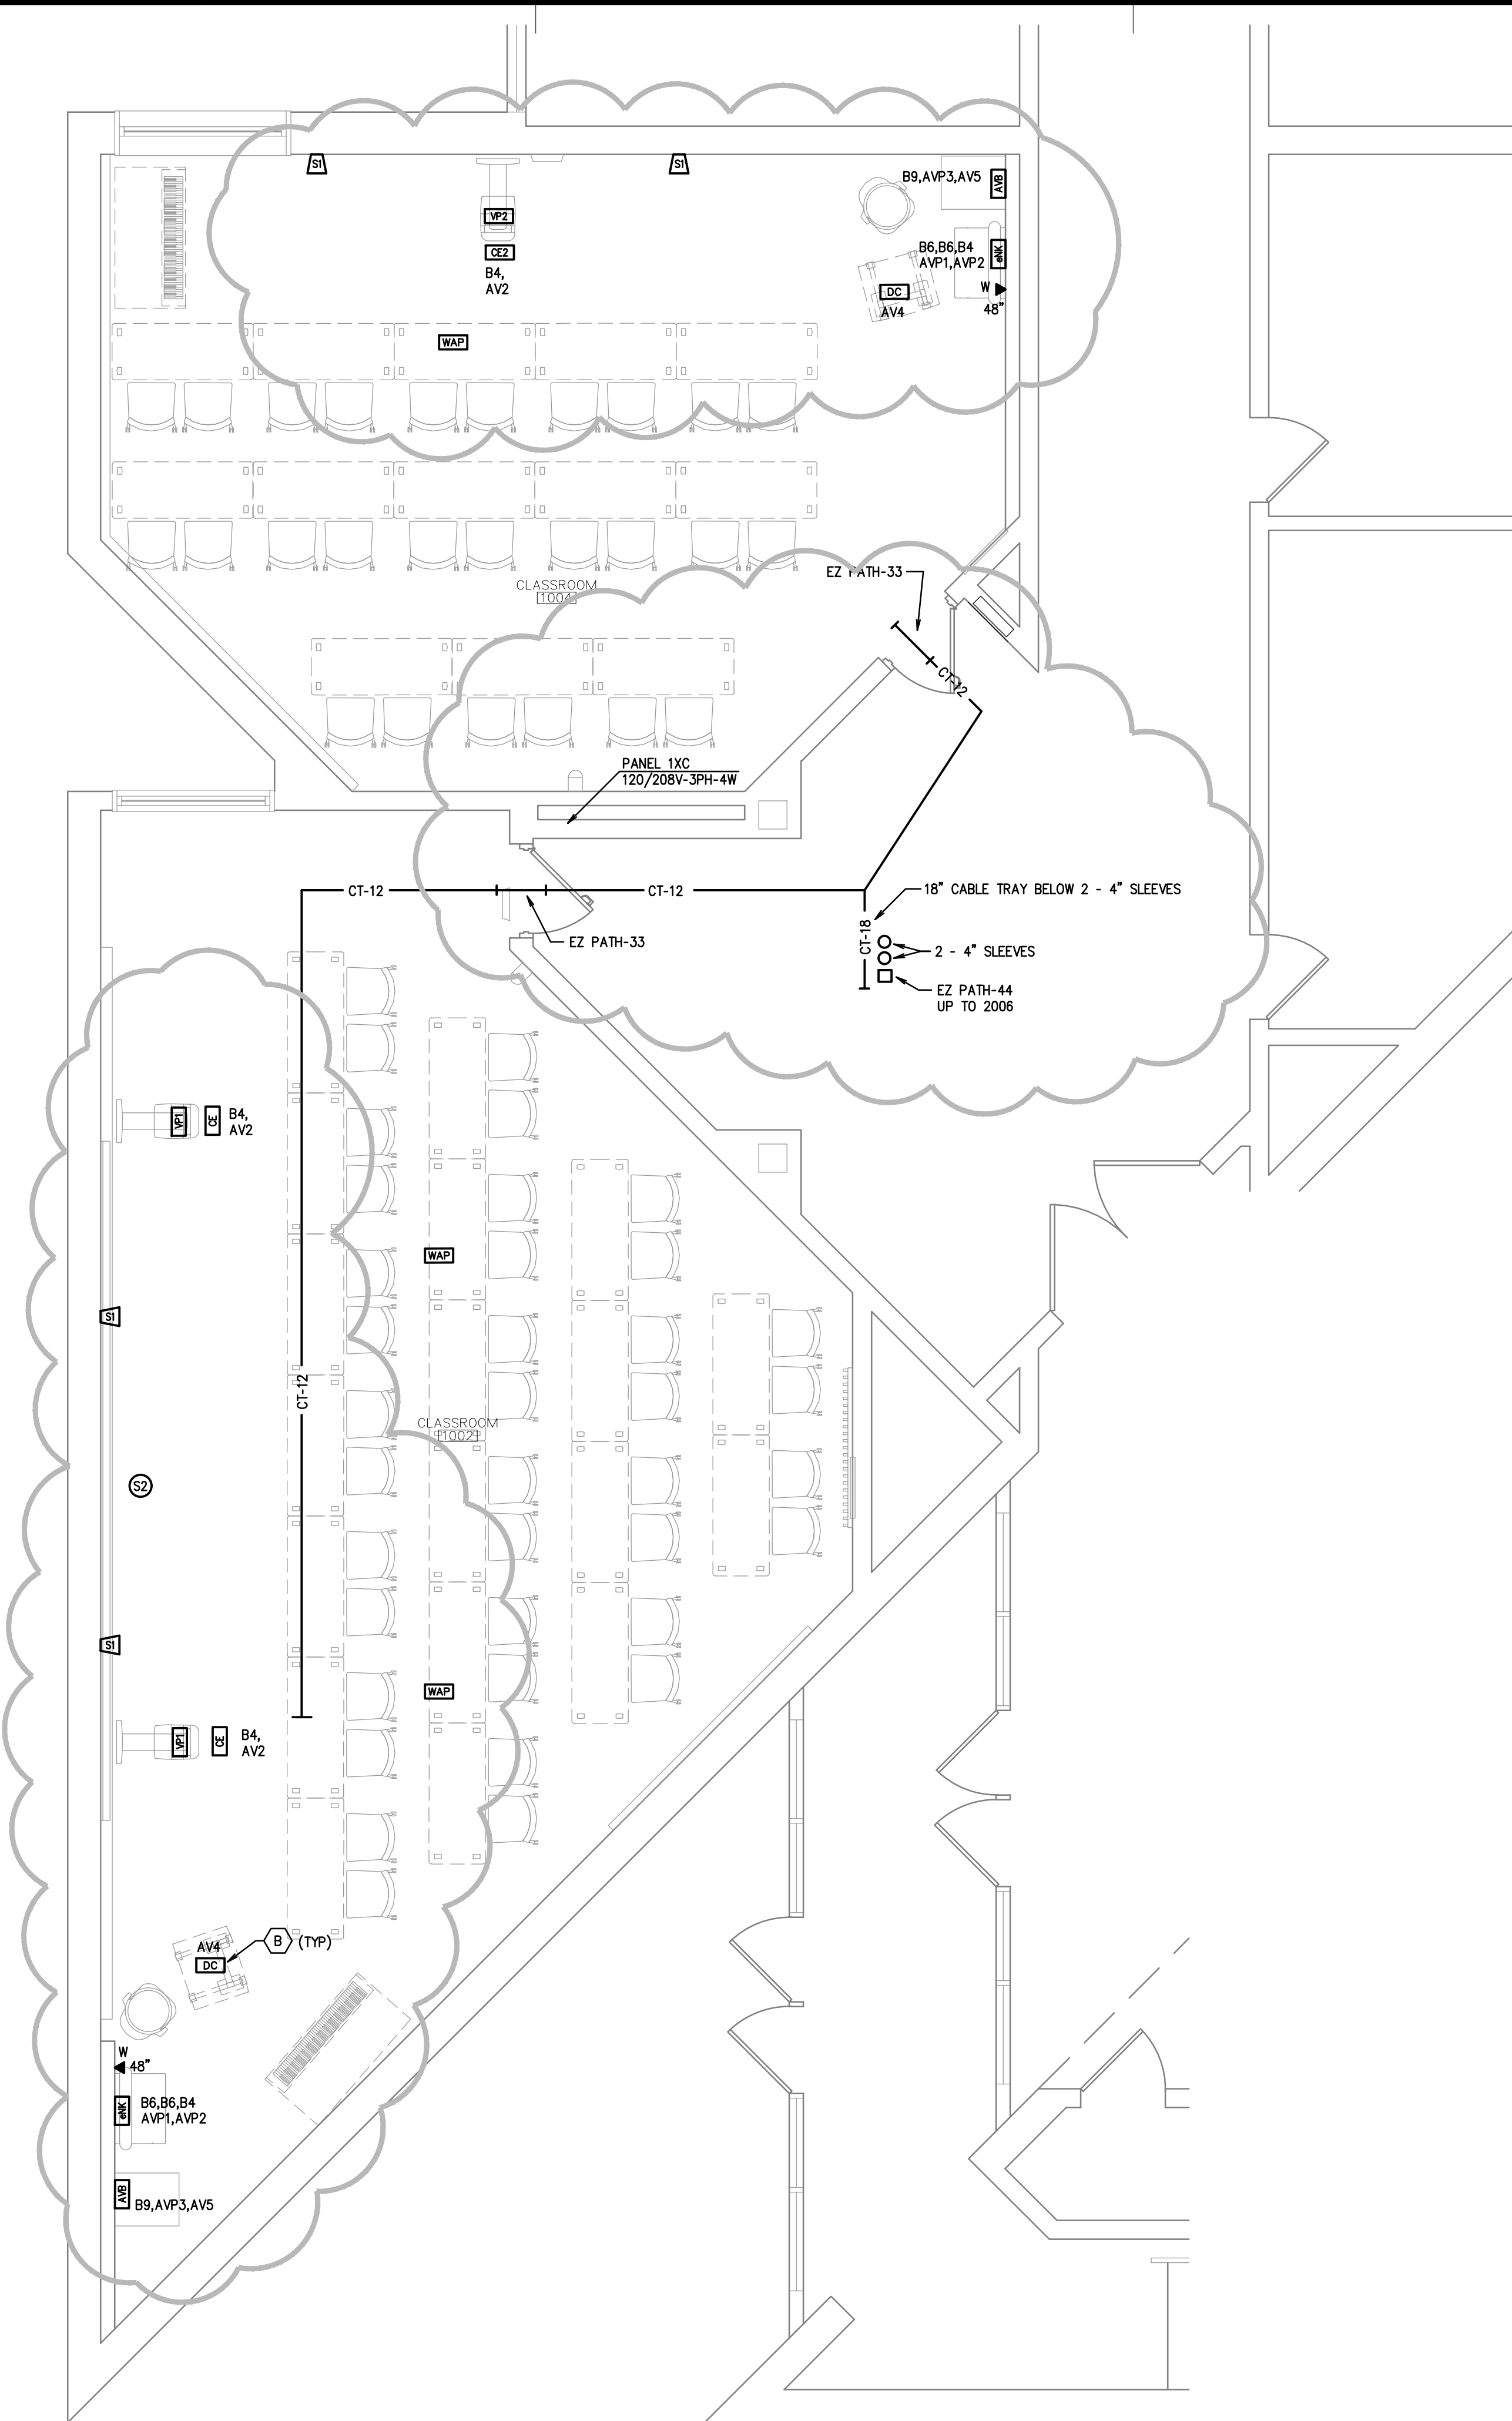 S1
S1
B9,AVP3,AV5
AVB
VP2
CE2
B4,
AV2
B6,B6,B4
AVP1,AVP2
eNK
W
48"
DC
AV4
WAP
EZ PATH-33
CLASSROOM
1004
CT-12
PANEL 1XC
120/208V-3PH-4W
CT-12
CT-12
18" CABLE TRAY BELOW 2 - 4" SLEEVES
CT-18
EZ PATH-33
2 - 4" SLEEVES
EZ PATH-44
UP TO 2006
VP1
CE
B4,
AV2
WAP
S1
CT-12
CLASSROOM
1002
S2
S1
WAP
VP1
CE
B4,
AV2
AV4
DC
B
(TYP)
W
48"
eNK
B6,B6,B4
AVP1,AVP2
AVB
B9,AVP3,AV5